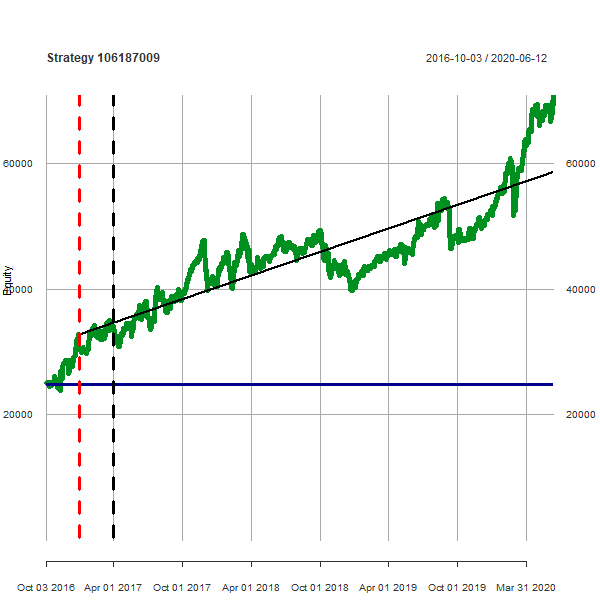 Strategy 106187009 2016-10-03 / 2020-06-12
60000 60000
Equity
40000 40000
20000 20000
Oct 03 2016 Apr 01 2017 Oct 01 2017 Apr 01 2018 Oct 01 2018 Apr 01 2019 Oct 01 2019 Mar 31 2020